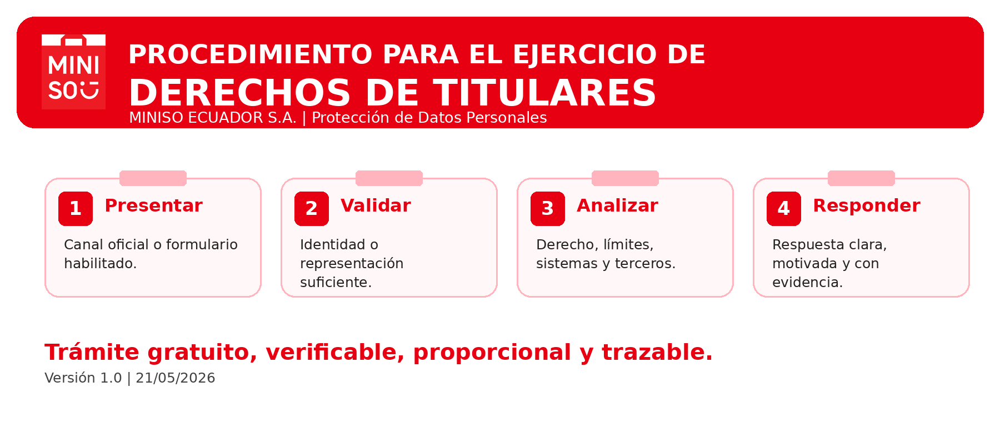 MINI
SO
PROCEDIMIENTO PARA EL EJERCICIO DE
DERECHOS DE TITULARES
MINISO ECUADOR S.A. | Protección de Datos Personales
1 Presentar
Canal oficial o formulario
habilitado.
2 Validar
Identidad o
representación
suficiente.
3 Analizar
Derecho, límites,
sistemas y terceros.
4 Responder
Respuesta clara,
motivada y con
evidencia.
Trámite gratuito, verificable, proporcional y trazable.
Versión 1.0 | 21/05/2026